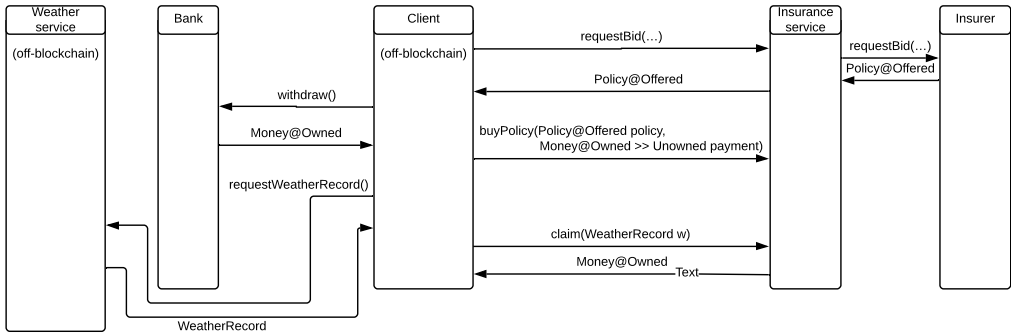 Weather
service
Bank
Client
Insurance
service
Insurer
(off-blockchain)
(off-blockchain)
requestBid(…)
requestBid(…)
Policy@Offered
Policy@Offered
withdraw()
Money@Owned
buyPolicy(Policy@Offered policy,
Money@Owned >> Unowned payment)
requestWeatherRecord()
claim(WeatherRecord w)
Money@Owned
Text
WeatherRecord